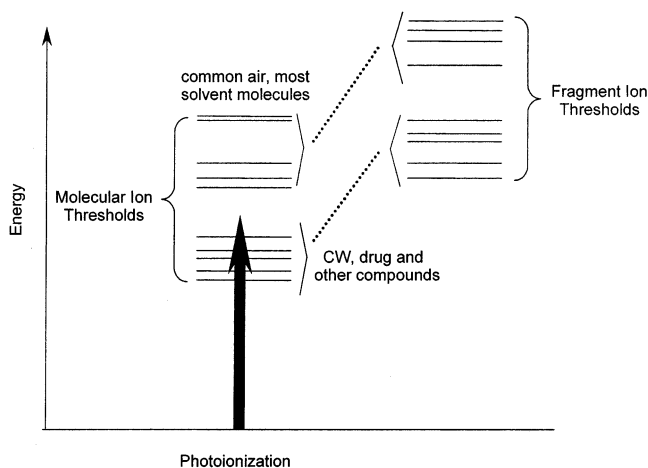 common air, most
solvent molecules
Fragment Ion
Thresholds
Molecular Ion
Thresholds
Energy
CW, drug and
other compounds
Photoionization